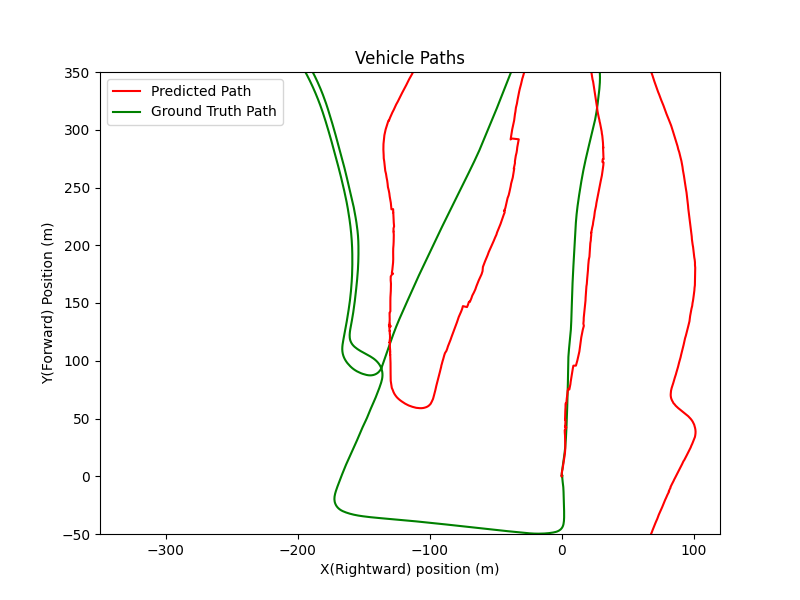 Vehicle Paths
Predicted Path
Ground Truth Path
350
300
250
200
150
100
50
0
−50
Y(Forward) Position (m)
−300
−200
−100
0
100
X(Rightward) position (m)